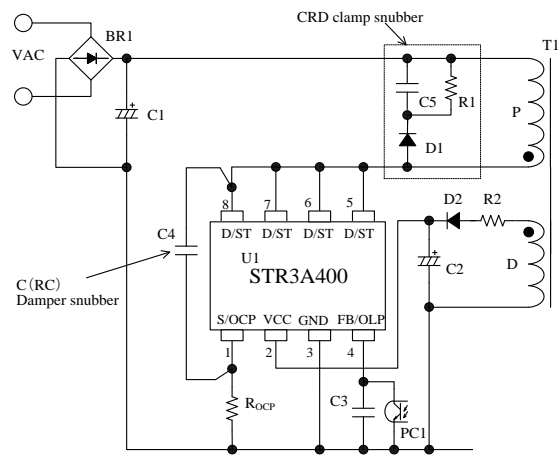 CRD clamp snubber
VAC
BR1
T1
C1
C5
R1
P
D1
8
7
6
5
D2
R2
C4
D/ST
D/ST
D/ST
D/ST
U1
STR3A400
C2
D
C（RC）
Damper snubber
S/OCP
VCC
GND
FB/OLP
1
2
3
4
ROCP
C3
PC1